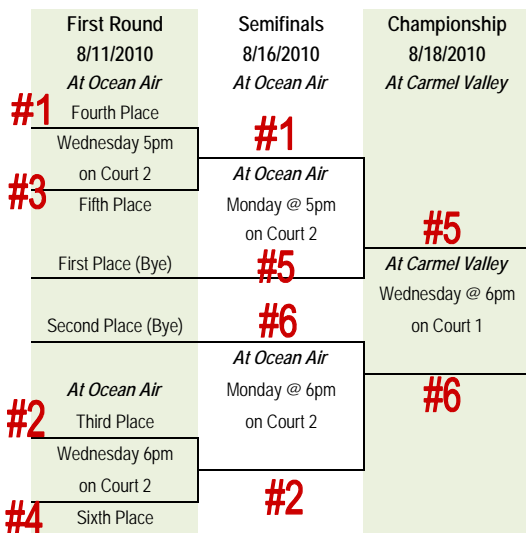 First Round
8/11/2010
At Ocean Air
#1
Fourth Place
Wednesday 5pm
on Court 2
#3
Fifth Place
First Place (Bye)
Second Place (Bye)
At Ocean Air
#2
Third Place
Wednesday 6pm
on Court 2
#4
Sixth Place
Semifinals
8/16/2010
At Ocean Air
#1
At Ocean Air
Monday @ 5pm
on Court 2
#5
#6
At Ocean Air
Monday @ 6pm
on Court 2
#2
Championship
8/18/2010
At Carmel Valley
#5
At Carmel Valley
Wednesday @ 6pm
on Court 1
#6